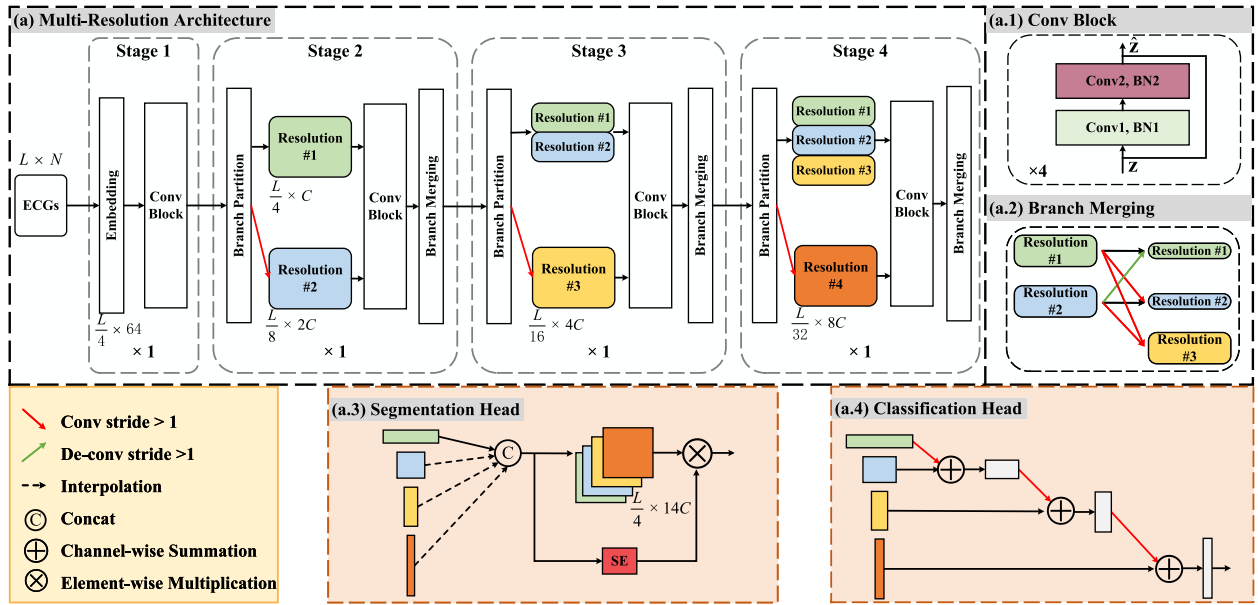 (a) Multi-Resolution Architecture
Stage 1
Stage 2
Stage 3
Stage 4
L × N
ECGs
Embedding
Conv
Block
L/4 × 64
× 1
Branch Partition
Resolution
#1
L/4 × C
Resolution
#2
L/8 × 2C
Conv
Block
Branch Merging
× 1
Branch Partition
Resolution #1
Resolution #2
Resolution
#3
L/16 × 4C
Conv
Block
Branch Merging
× 1
Branch Partition
Resolution #1
Resolution #2
Resolution #3
Resolution
#4
L/32 × 8C
Conv
Block
Branch Merging
× 1
(a.1) Conv Block
ẑ
Conv2, BN2
Conv1, BN1
z
×4
(a.2) Branch Merging
Resolution
#1
Resolution
#2
Resolution #1
Resolution #2
Resolution
#3
Conv stride > 1
De-conv stride >1
Interpolation
C Concat
Channel-wise Summation
Element-wise Multiplication
(a.3) Segmentation Head
C
L/4 × 14C
SE
(a.4) Classification Head